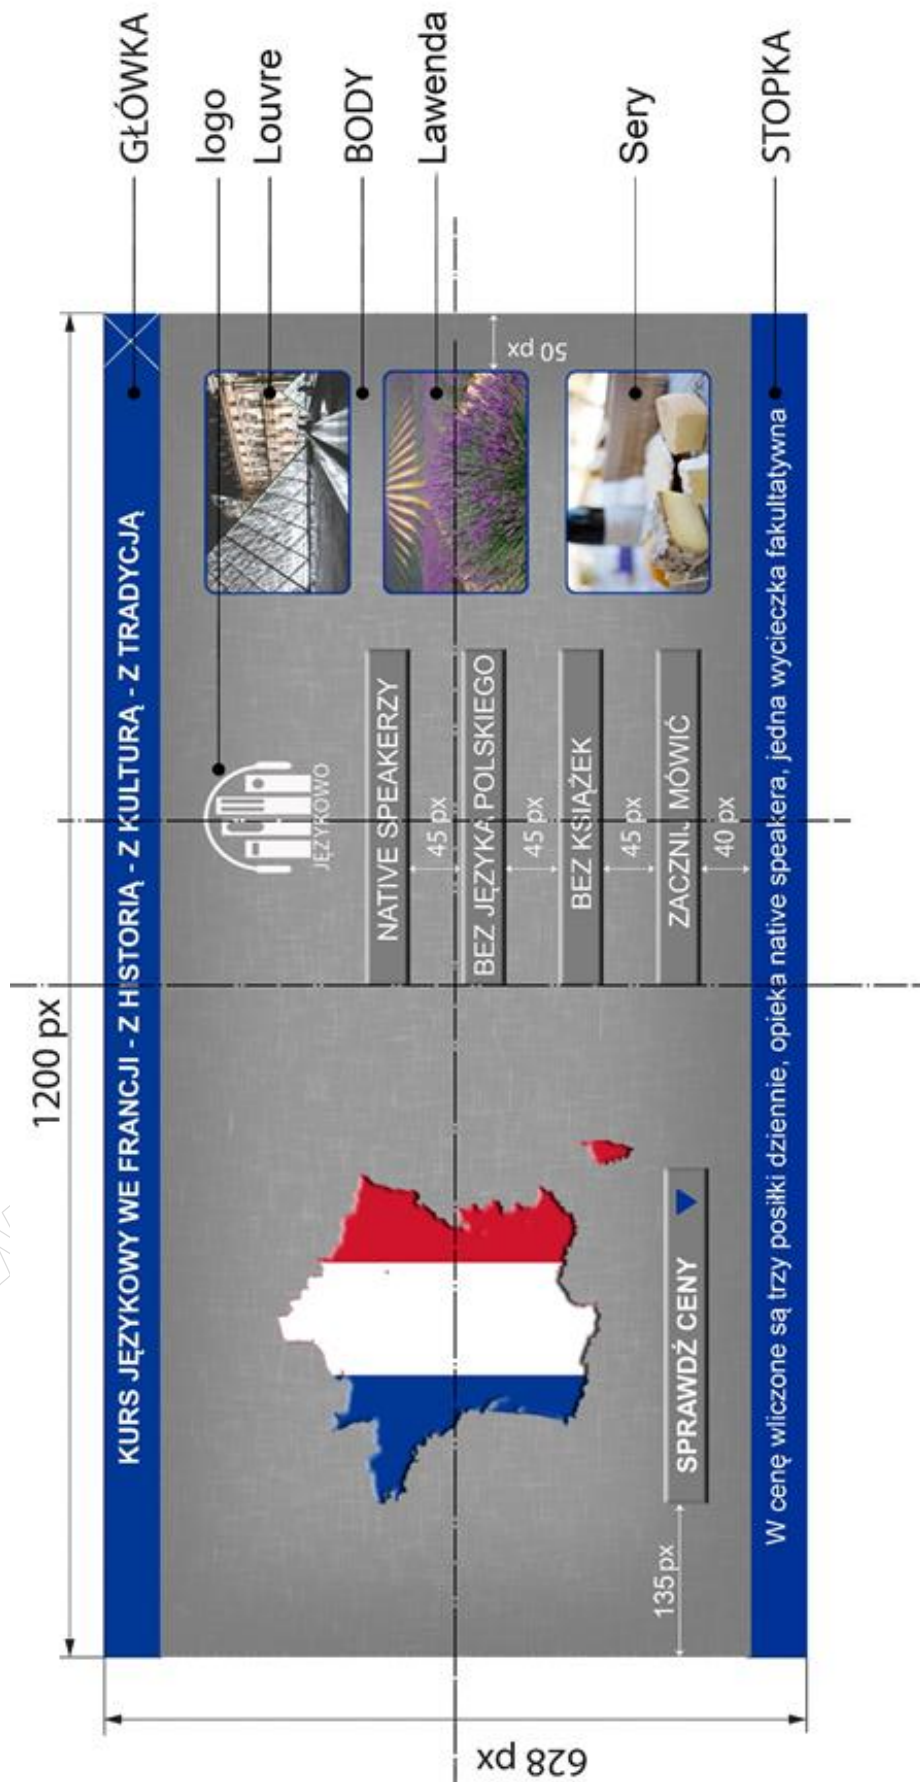 1200 px
628 px
GŁÓWKA
KURS JĘZYKOWY WE FRANCJI - Z HISTORIĄ - Z KULTURĄ - Z TRADYCJĄ
logo
Louvre
JĘZYKOWO
BODY
NATIVE SPEAKERZY
45 px
Lawenda
BEZ JĘZYKA POLSKIEGO
50 px
45 px
BEZ KSIĄŻEK
45 px
Sery
ZACZNIJ MÓWIĆ
SPRAWDŹ CENY
135 px
40 px
STOPKA
W cenę wliczone są trzy posiłki dziennie, opieka native speakera, jedna wycieczka fakultatywna